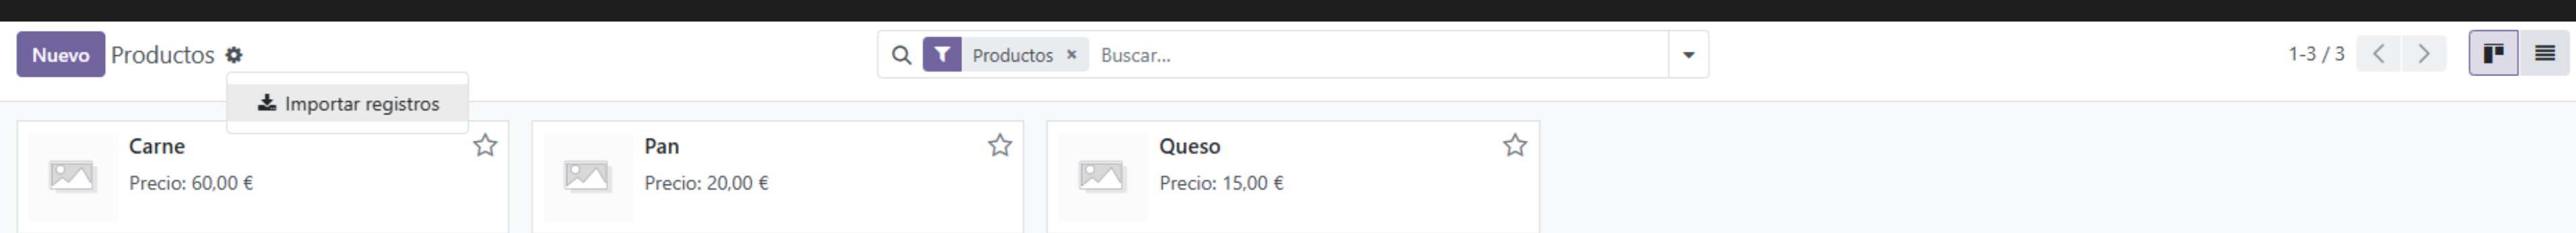 Nuevo Productos
Productos × Buscar...
1-3 / 3
Importar registros
Carne
Precio: 60,00 €
Pan
Precio: 20,00 €
Queso
Precio: 15,00 €